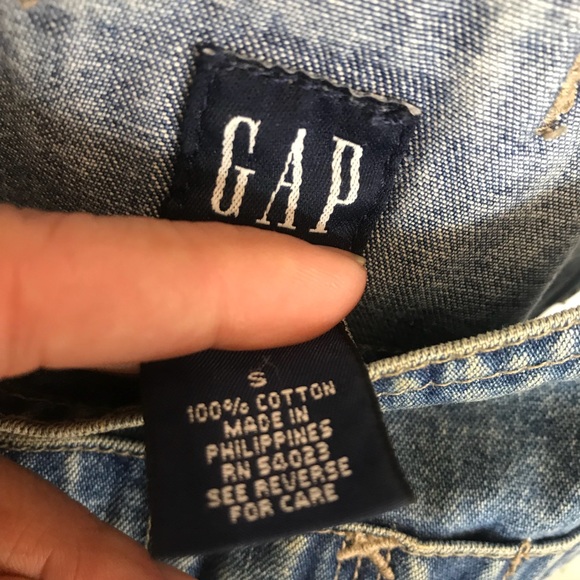 GAP
S
100% COTTON
MADE IN
PHILIPPINES
RN 54023
SEE REVERSE
FOR CARE